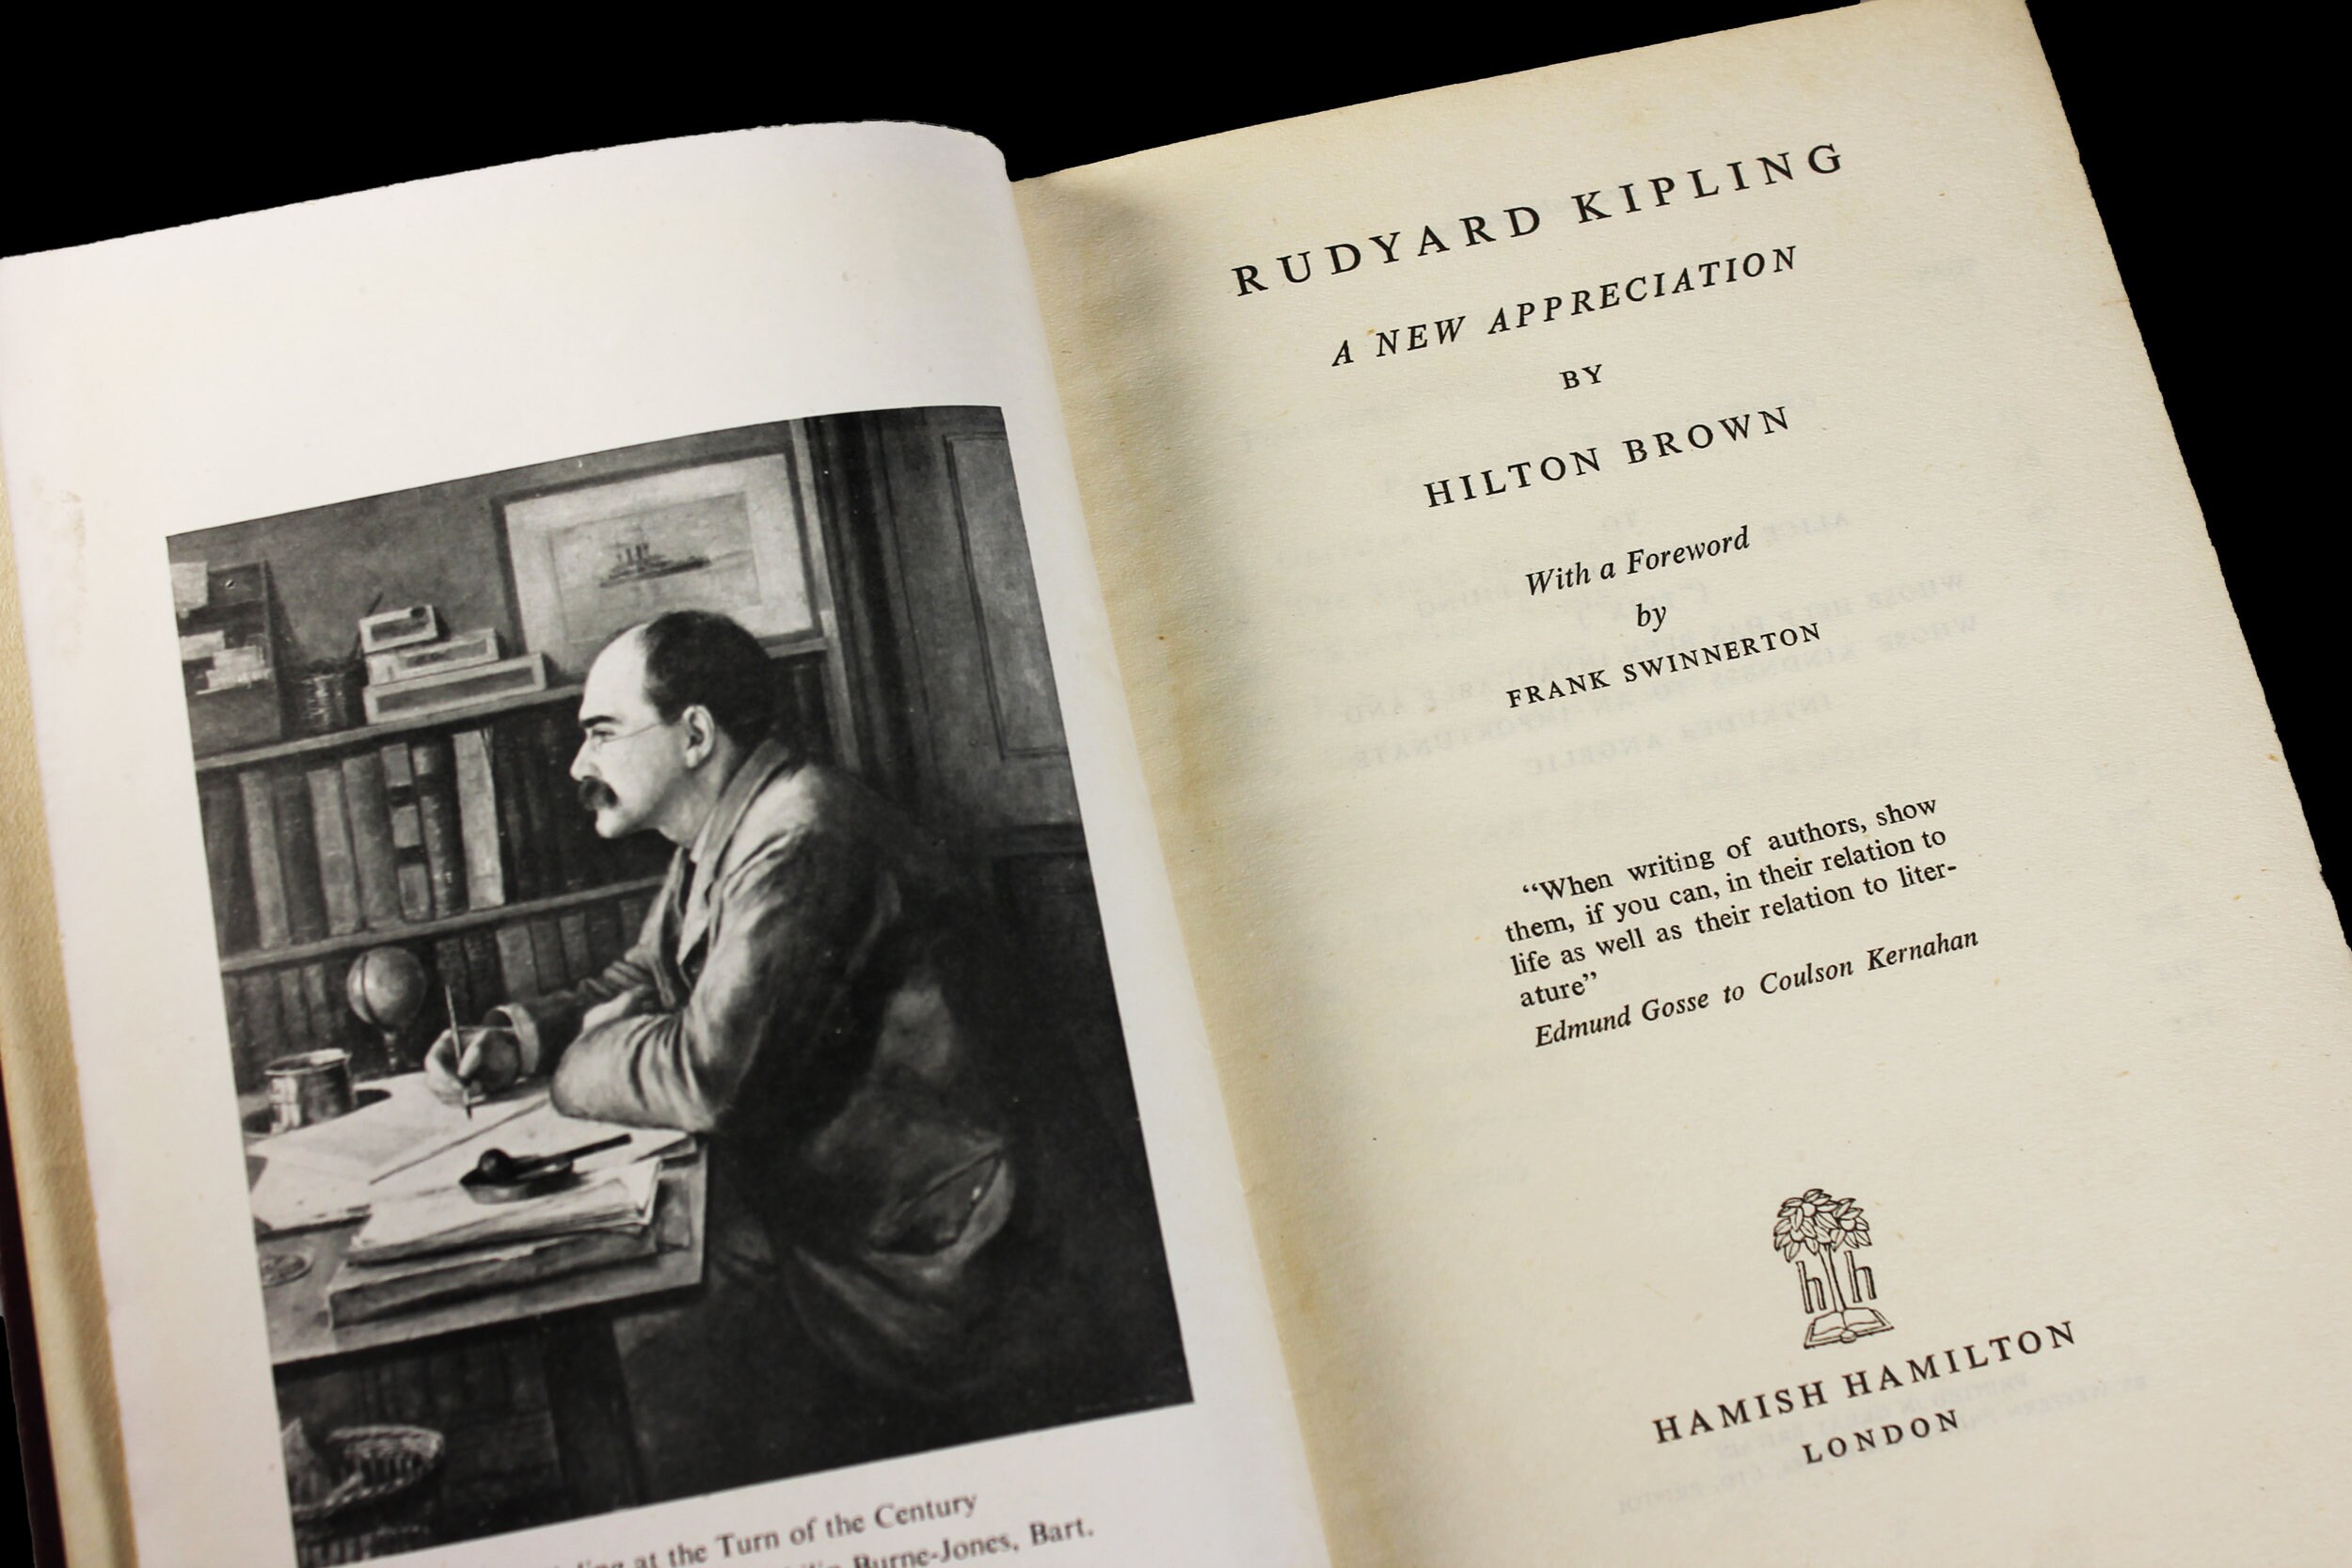 at the Turn of the Century
Burne-Jones, Bart.
RUDYARD KIPLING
A NEW APPRECIATION
BY
HILTON BROWN
With a Foreword
by
FRANK SWINNERTON
“When writing of authors, show
them, if you can, in their relation to
life as well as their relation to liter-
ature”
Edmund Gosse to Coulson Kernahan
hh
HAMISH HAMILTON
LONDON